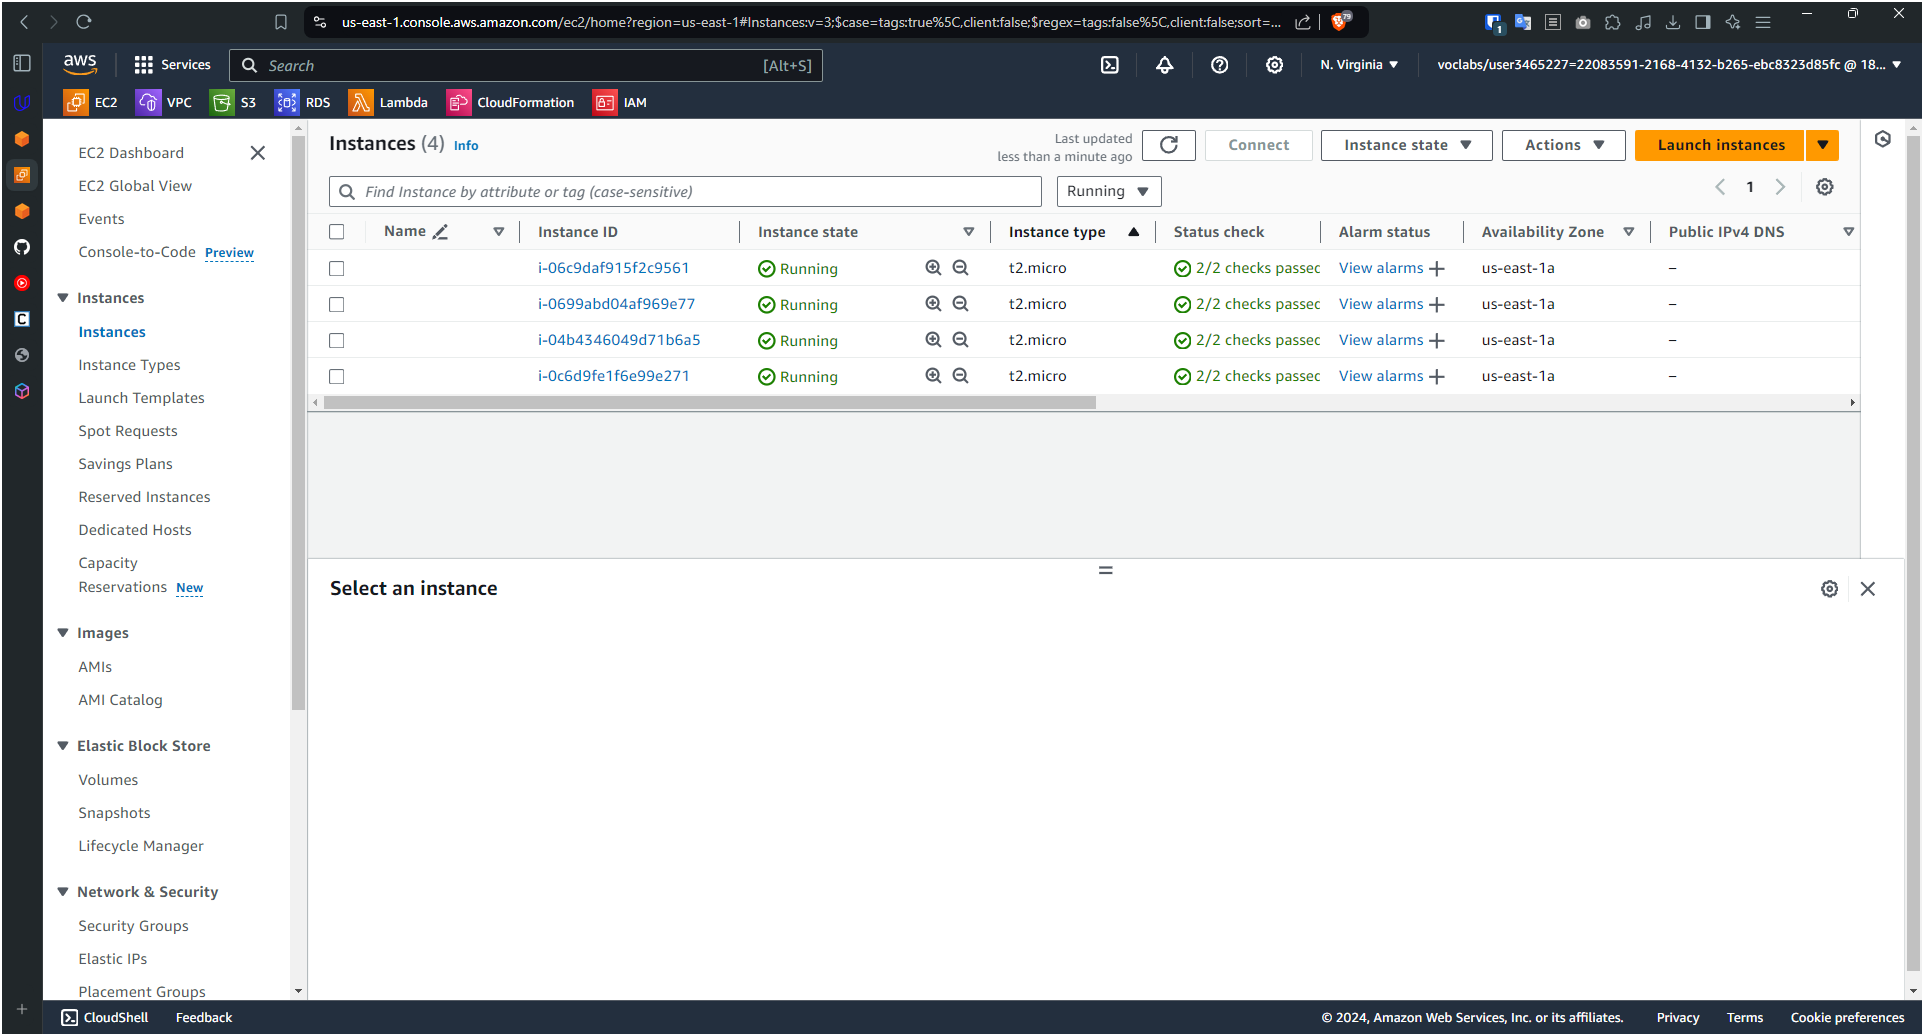 us-east-1.console.aws.amazon.com/ec2/home?region=us-east-1#Instances:v=3;$case=tags:true%5C,client:false;$regex=tags:false%5C,client:false;sort=...
79
1
aws
Services
Search
[Alt+S]
N. Virginia
voclabs/user3465227=22083591-2168-4132-b265-ebc8323d85fc @ 18...
EC2
VPC
S3
RDS
Lambda
CloudFormation
IAM
EC2 Dashboard
EC2 Global View
Events
Console-to-Code Preview
Instances
Instances
Instance Types
Launch Templates
Spot Requests
Savings Plans
Reserved Instances
Dedicated Hosts
Capacity
Reservations New
Images
AMIs
AMI Catalog
Elastic Block Store
Volumes
Snapshots
Lifecycle Manager
Network & Security
Security Groups
Elastic IPs
Placement Groups
Instances (4) Info
Last updated
less than a minute ago
Connect
Instance state
Actions
Launch instances
Find Instance by attribute or tag (case-sensitive)
Running
1
Name Instance ID Instance state Instance type Status check Alarm status Availability Zone Public IPv4 DNS
i-06c9daf915f2c9561 Running t2.micro 2/2 checks passec View alarms us-east-1a –
i-0699abd04af969e77 Running t2.micro 2/2 checks passec View alarms us-east-1a –
i-04b4346049d71b6a5 Running t2.micro 2/2 checks passec View alarms us-east-1a –
i-0c6d9fe1f6e99e271 Running t2.micro 2/2 checks passec View alarms us-east-1a –
Select an instance
CloudShell
Feedback
© 2024, Amazon Web Services, Inc. or its affiliates.
Privacy
Terms
Cookie preferences